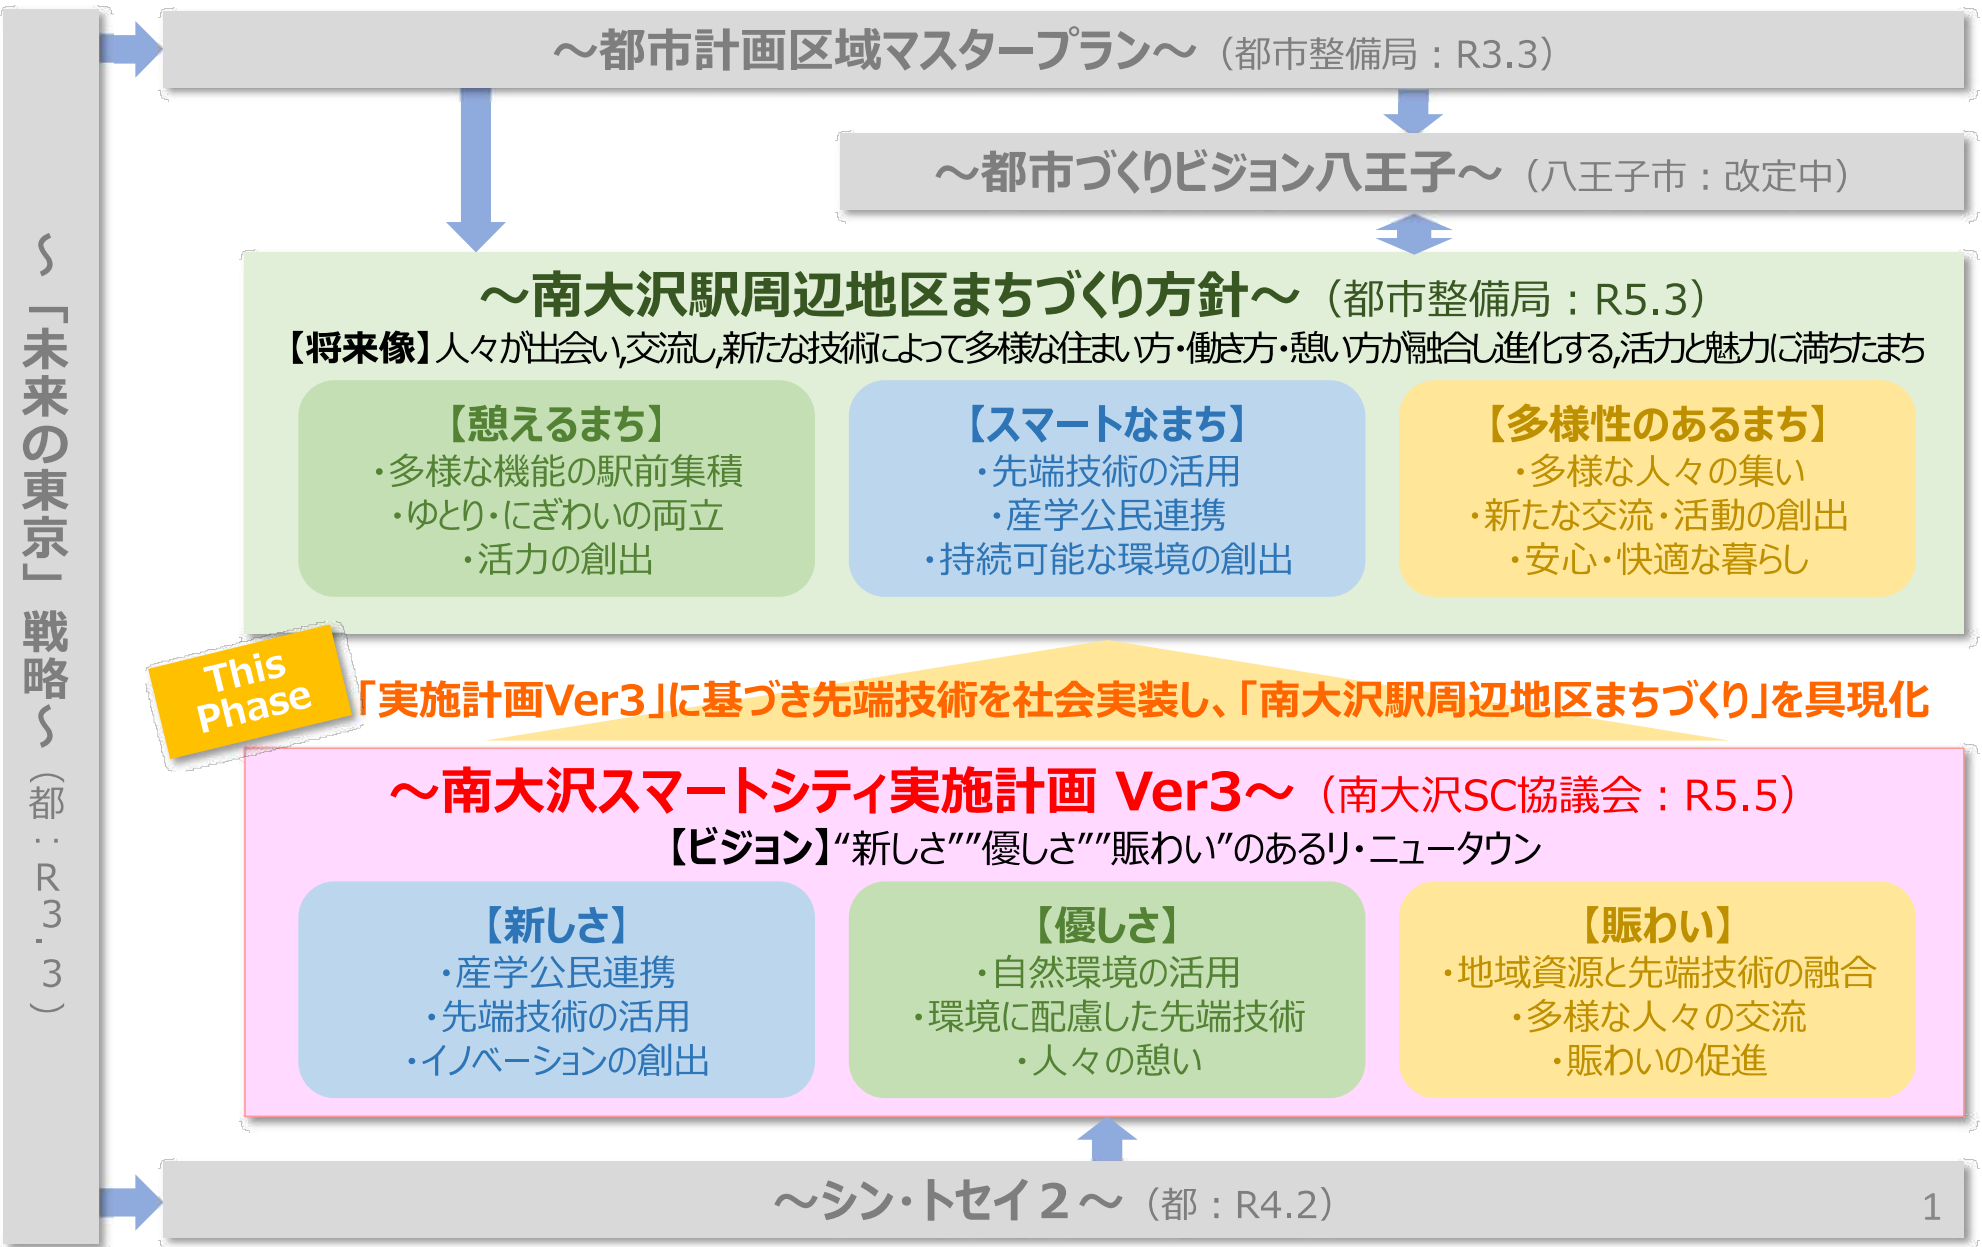 ～「未来の東京」戦略～（都：R3.3）
～都市計画区域マスタープラン～（都市整備局：R3.3）
～都市づくりビジョン八王子～（八王子市：改定中）
～南大沢駅周辺地区まちづくり方針～（都市整備局：R5.3）
【将来像】人々が出会い,交流し,新たな技術によって多様な住まい方・働き方・憩い方が融合し進化する,活力と魅力に満ちたまち
【憩えるまち】
・多様な機能の駅前集積
・ゆとり・にぎわいの両立
・活力の創出
【スマートなまち】
・先端技術の活用
・産学公民連携
・持続可能な環境の創出
【多様性のあるまち】
・多様な人々の集い
・新たな交流・活動の創出
・安心・快適な暮らし
This
Phase
「実施計画Ver3」に基づき先端技術を社会実装し、「南大沢駅周辺地区まちづくり」を具現化
～南大沢スマートシティ実施計画 Ver3～（南大沢SC協議会：R5.5）
【ビジョン】“新しさ””優しさ””賑わい”のあるリ・ニュータウン
【新しさ】
・産学公民連携
・先端技術の活用
・イノベーションの創出
【優しさ】
・自然環境の活用
・環境に配慮した先端技術
・人々の憩い
【賑わい】
・地域資源と先端技術の融合
・多様な人々の交流
・賑わいの促進
～シン・トセイ２～（都：R4.2）
1